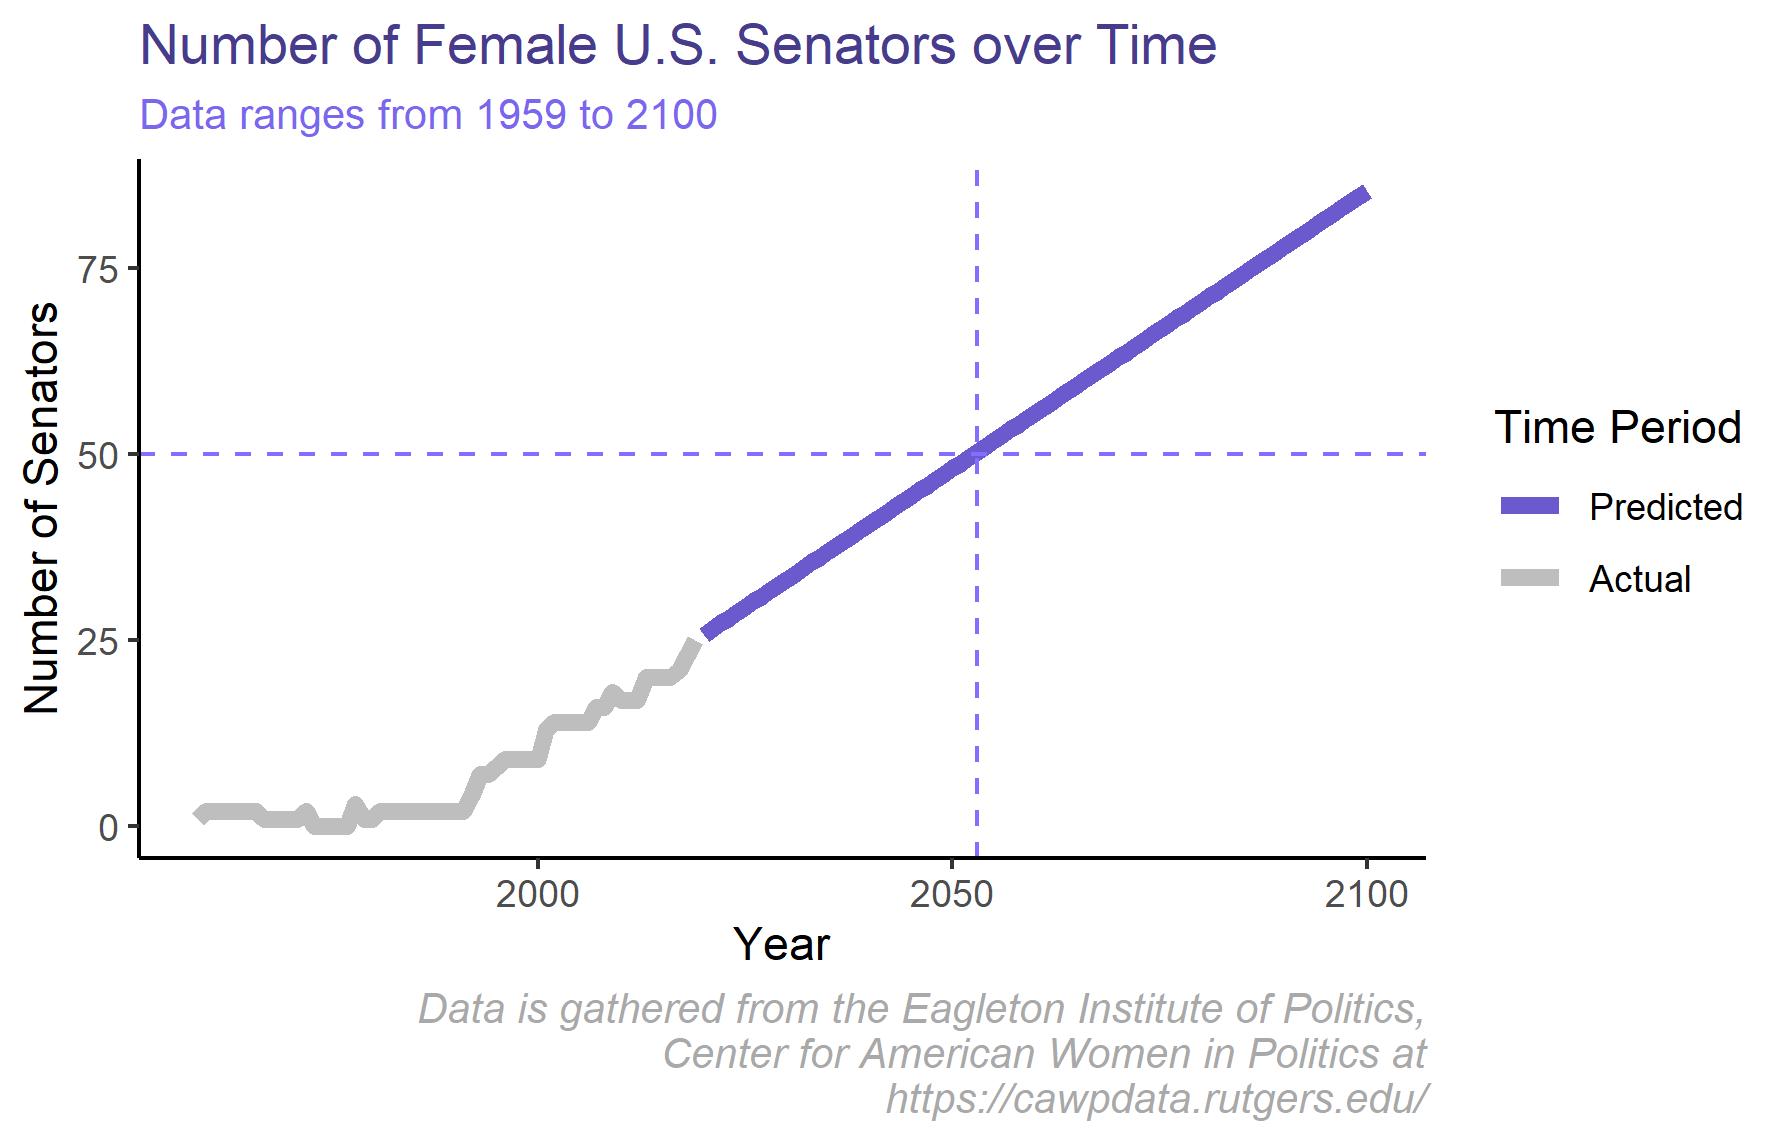 Number of Female U.S. Senators over Time
Data ranges from 1959 to 2100
Number of Senators
75
50
25
0
2000
2050
2100
Year
Time Period
Predicted
Actual
Data is gathered from the Eagleton Institute of Politics,
Center for American Women in Politics at
https://cawpdata.rutgers.edu/